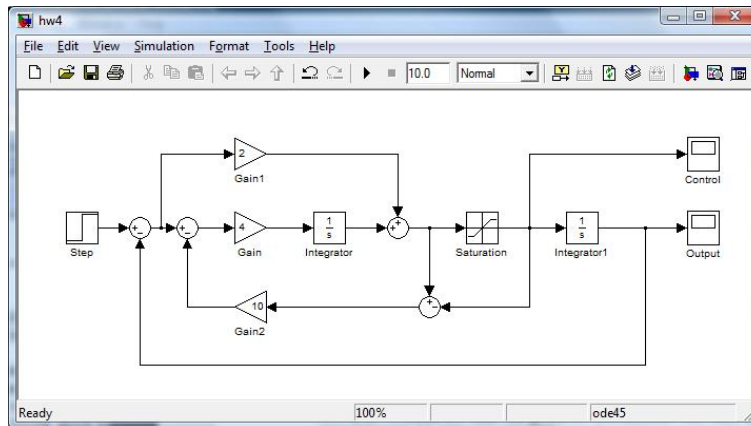 hw4
File Edit View Simulation Format Tools Help
10.0 Normal
2
Gain1
Control
Step
4
Gain
1
s
Integrator
Saturation
1
s
Integrator1
Output
10
Gain2
Ready 100% ode45